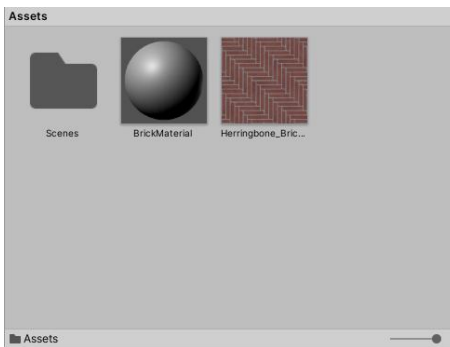 Assets
Scenes
BrickMaterial
Herringbone_Bric...
Assets